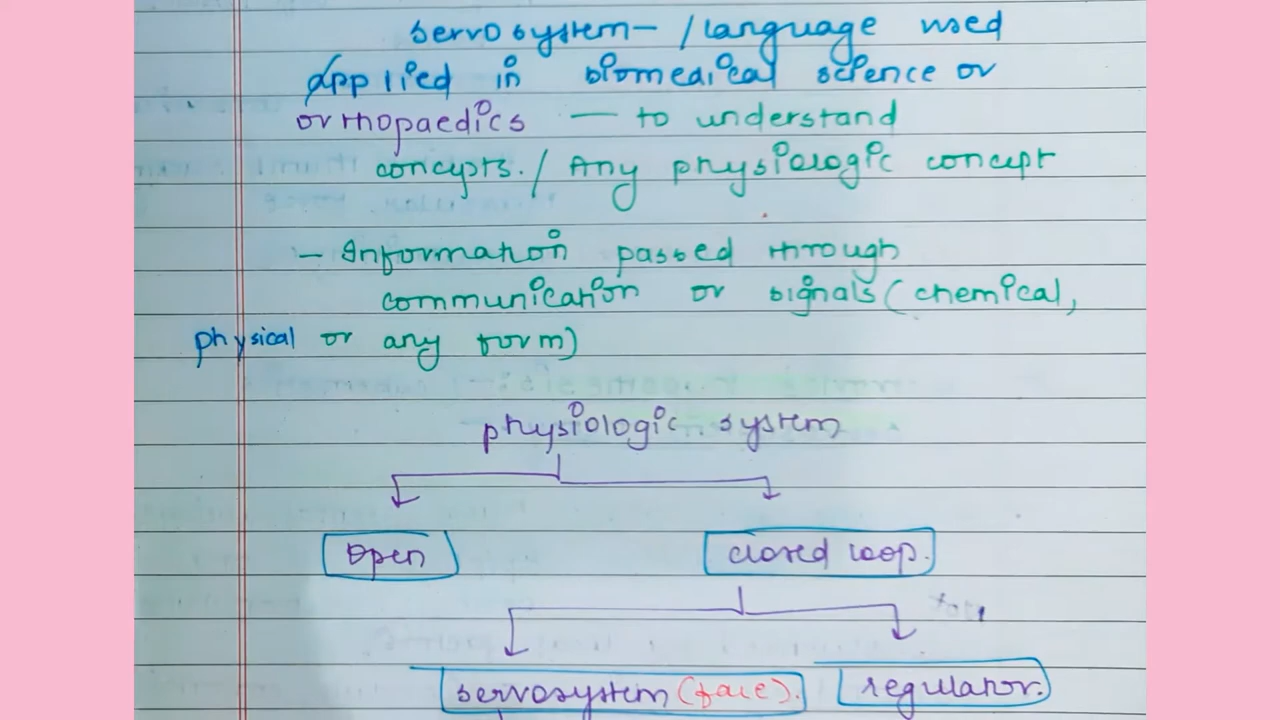 servosystem - / language used
Applied in biomedical science or
orthopaedics — to understand
concepts. / Any physiologic concept
- Information passed through
communication or signals (chemical,
physical or any form)
physiologic system
Open closed loop.
servosystem (face). regulator.